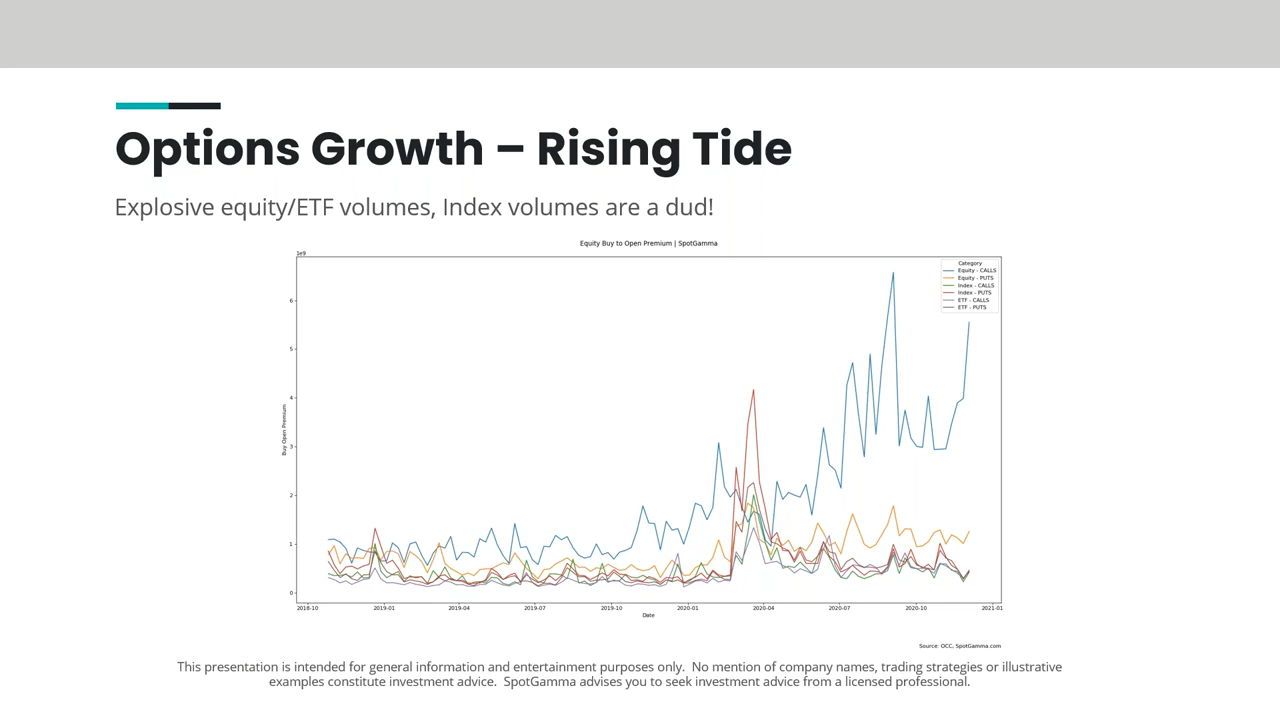 Options Growth – Rising Tide
Explosive equity/ETF volumes, Index volumes are a dud!
Equity Buy to Open Premium | SpotGamma
1e9
Category
Equity - CALLS
Equity - PUTS
Index - CALLS
Index - PUTS
ETF - CALLS
ETF - PUTS
6
5
4
3
2
1
0
Buy Open Premium
2018-10 2019-01 2019-04 2019-07 2019-10 2020-01 2020-04 2020-07 2020-10 2021-01
Date
Source: OCC, SpotGamma.com
This presentation is intended for general information and entertainment purposes only. No mention of company names, trading strategies or illustrative
examples constitute investment advice. SpotGamma advises you to seek investment advice from a licensed professional.